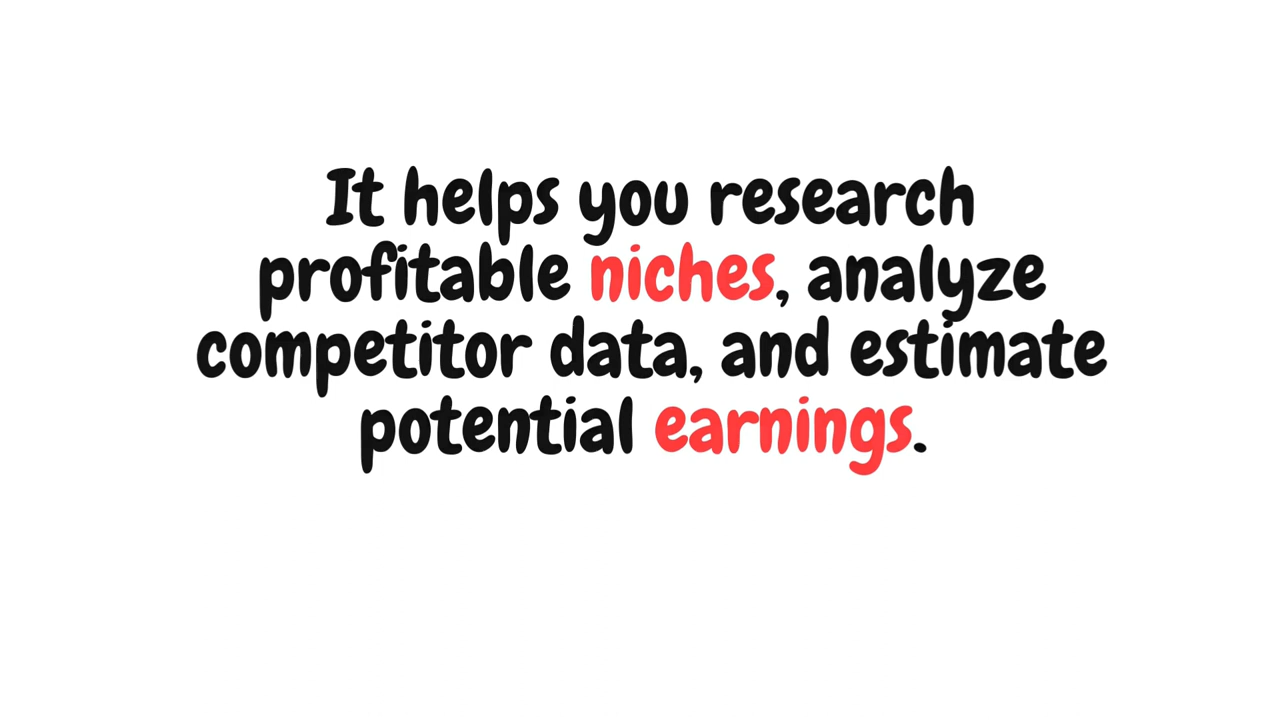 It helps you research
profitable niches, analyze
competitor data, and estimate
potential earnings.